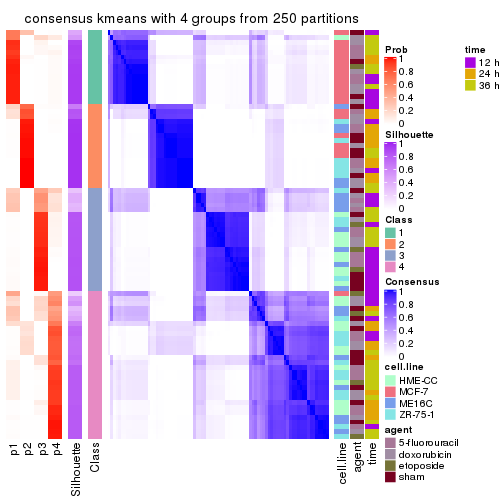 consensus kmeans with 4 groups from 250 partitions
p1
p2
p3
p4
Silhouette
Class
cell.line
agent
time
Prob
1
0.8
0.6
0.4
0.2
0
Silhouette
1
0.8
0.6
0.4
0.2
0
Class
1
2
3
4
Consensus
1
0.8
0.6
0.4
0.2
0
cell.line
HME-CC
MCF-7
ME16C
ZR-75-1
agent
5-fluorouracil
doxorubicin
etoposide
sham
time
12 h
24 h
36 h